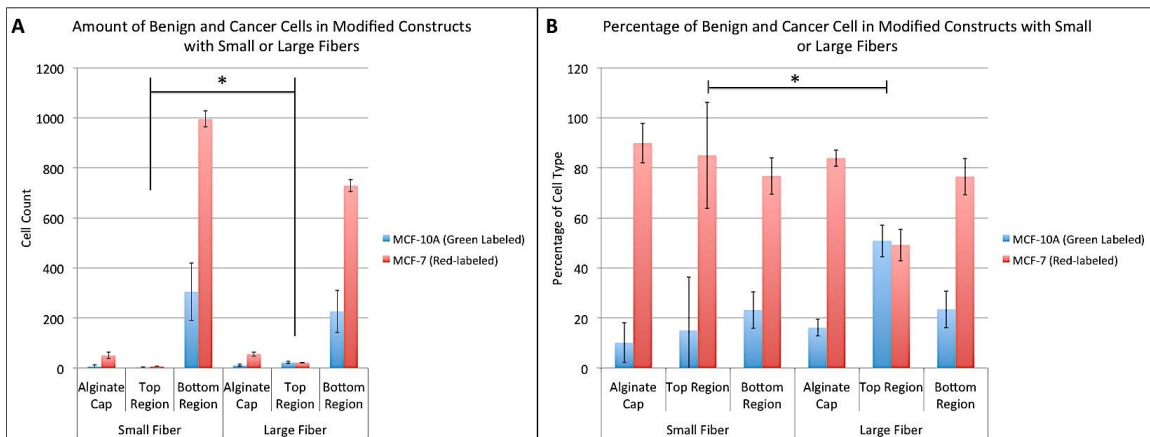 A
Amount of Benign and Cancer Cells in Modified Constructs
with Small or Large Fibers
1200
1000
800
600
400
200
0
Cell Count
*
Alginate
Cap
Top
Region
Bottom
Region
Alginate
Cap
Top
Region
Bottom
Region
Small Fiber
Large Fiber
MCF-10A (Green Labeled)
MCF-7 (Red-labeled)
B
Percentage of Benign and Cancer Cell in Modified Constructs with Small
or Large Fibers
120
100
80
60
40
20
0
Percentage of Cell Type
*
Alginate
Cap
Top Region
Bottom
Region
Alginate
Cap
Top Region
Bottom
Region
Small Fiber
Large Fiber
MCF-10A (Green Labeled)
MCF-7 (Red-labeled)